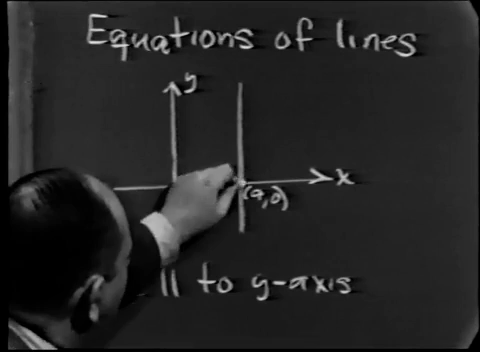 Equations of lines
y
x
(a,0)
|| to y-axis